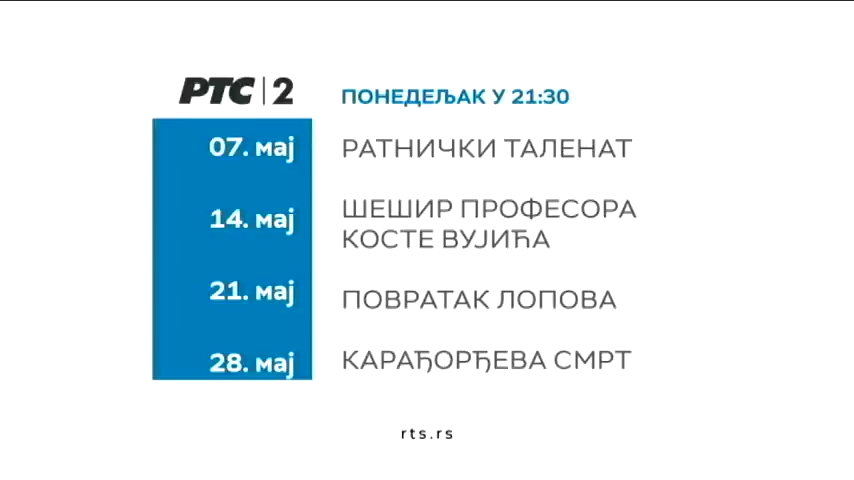 РТС|2 ПОНЕДЕЉАК У 21:30
07. мај РАТНИЧКИ ТАЛЕНАТ
14. мај ШЕШИР ПРОФЕСОРА
КОСТЕ ВУЈИЋА
21. мај ПОВРАТАК ЛОПОВА
28. мај КАРАЂОРЂЕВА СМРТ
rts.rs